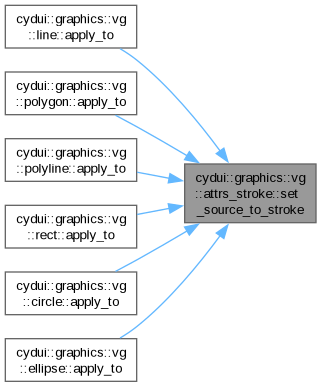 cydui::graphics::vg
::line::apply_to
cydui::graphics::vg
::polygon::apply_to
cydui::graphics::vg
::polyline::apply_to
cydui::graphics::vg
::rect::apply_to
cydui::graphics::vg
::circle::apply_to
cydui::graphics::vg
::ellipse::apply_to
cydui::graphics::vg
::attrs_stroke::set
_source_to_stroke